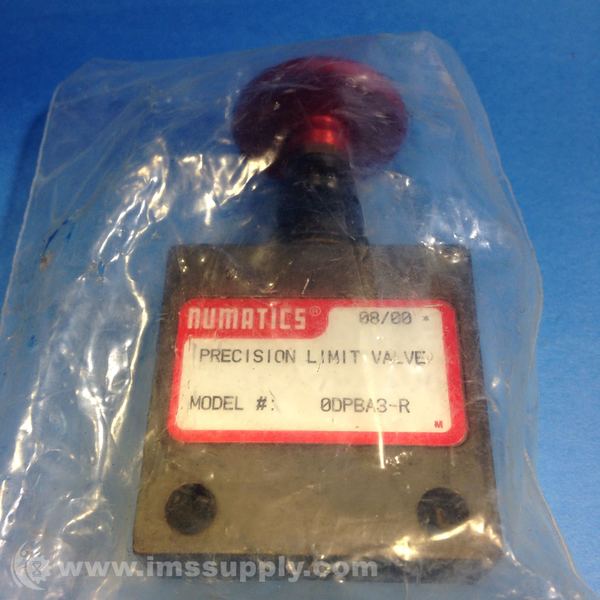 numatics® 08/00 *
PRECISION LIMIT VALVE
MODEL #: 0DPBA3-R
M
www.imssupply.com